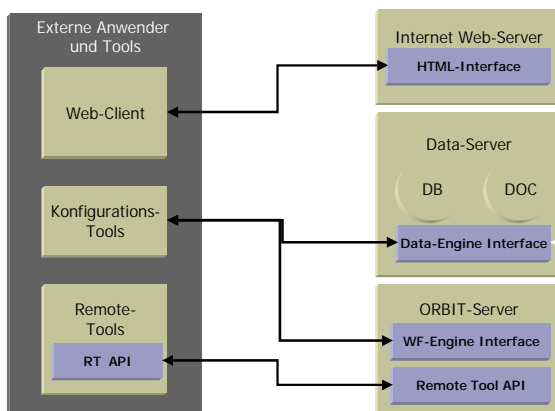 Externe Anwender
und Tools
Web-Client
Konfigurations-
Tools
Remote-
Tools
RT API
Internet Web-Server
HTML-Interface
Data-Server
DB
DOC
Data-Engine Interface
ORBIT-Server
WF-Engine Interface
Remote Tool API